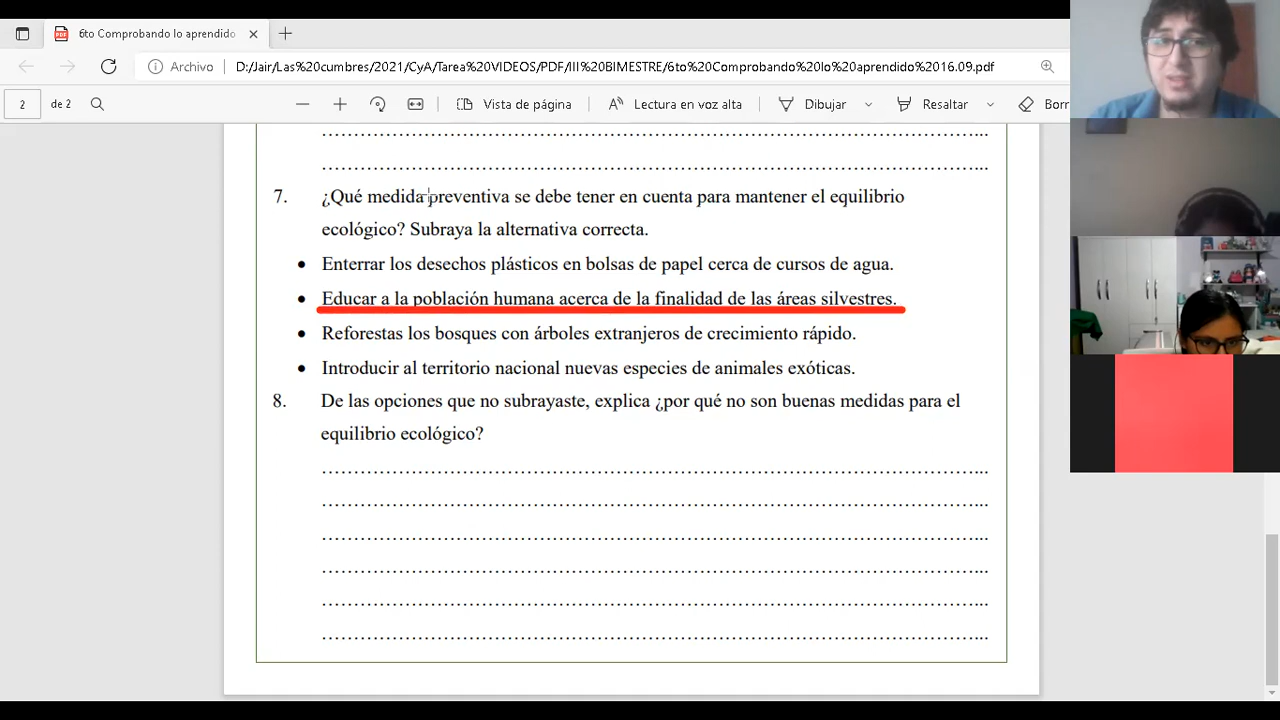 6to Comprobando lo aprendido
Archivo
D:/Jair/Las%20cumbres/2021/CyA/Tarea%20VIDEOS/PDF/III%20BIMESTRE/6to%20Comprobando%20lo%20aprendido%2016.09.pdf
2 de 2
Vista de página
Lectura en voz alta
Dibujar
Resaltar
Borr
7. ¿Qué medida preventiva se debe tener en cuenta para mantener el equilibrio
ecológico? Subraya la alternativa correcta.
• Enterrar los desechos plásticos en bolsas de papel cerca de cursos de agua.
• Educar a la población humana acerca de la finalidad de las áreas silvestres.
• Reforestas los bosques con árboles extranjeros de crecimiento rápido.
• Introducir al territorio nacional nuevas especies de animales exóticas.
8. De las opciones que no subrayaste, explica ¿por qué no son buenas medidas para el
equilibrio ecológico?